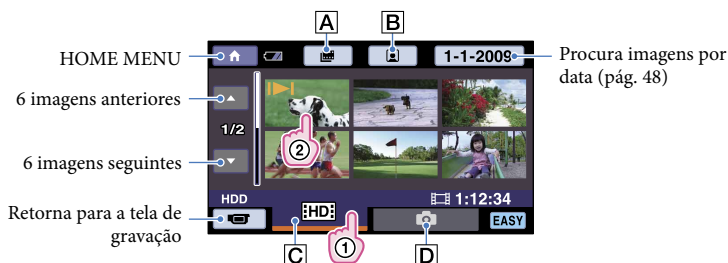 A
B
HOME MENU
1-1-2009
Procura imagens por
data (pág. 48)
6 imagens anteriores
1/2
②
6 imagens seguintes
HDD
1:12:34
Retorna para a tela de
gravação
HD
①
EASY
C
D